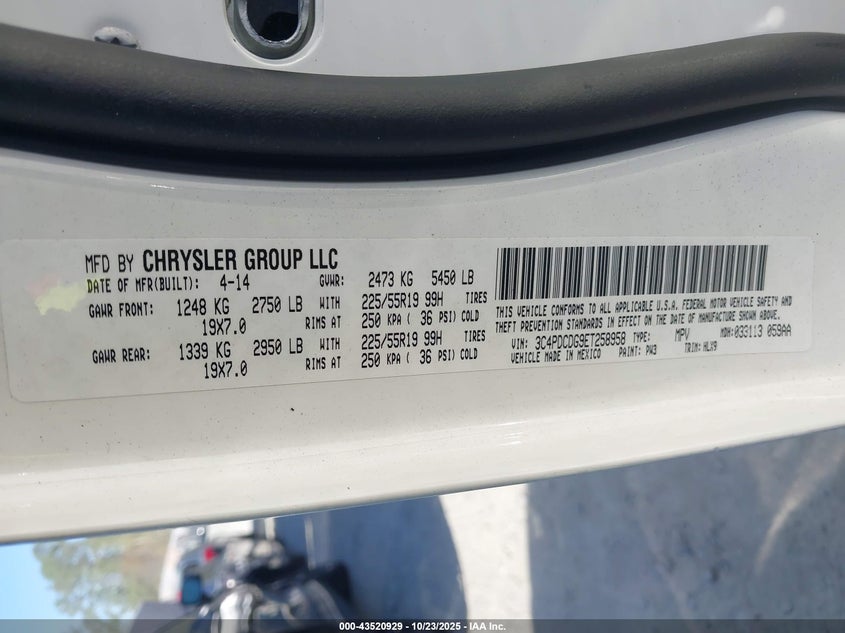 MFD BY CHRYSLER GROUP LLC
DATE OF MFR(BUILT): 4-14 GVWR: 2473 KG 5450 LB
GAWR FRONT: 1248 KG 2750 LB WITH 225/55R19 99H TIRES
19X7.0 RIMS AT 250 KPA ( 36 PSI) COLD
GAWR REAR: 1339 KG 2950 LB WITH 225/55R19 99H TIRES
19X7.0 RIMS AT 250 KPA ( 36 PSI) COLD
THIS VEHICLE CONFORMS TO ALL APPLICABLE U.S.A. FEDERAL MOTOR VEHICLE SAFETY AND
THEFT PREVENTION STANDARDS IN EFFECT ON THE DATE OF MANUFACTURE SHOWN ABOVE.
VIN: 3C4PDCDG9ET258958 TYPE: MPV MDH:033113 059AA
VEHICLE MADE IN MEXICO PAINT: PW3 TRIM: HLX9
000-43520929 - 10/23/2025 - IAA Inc.